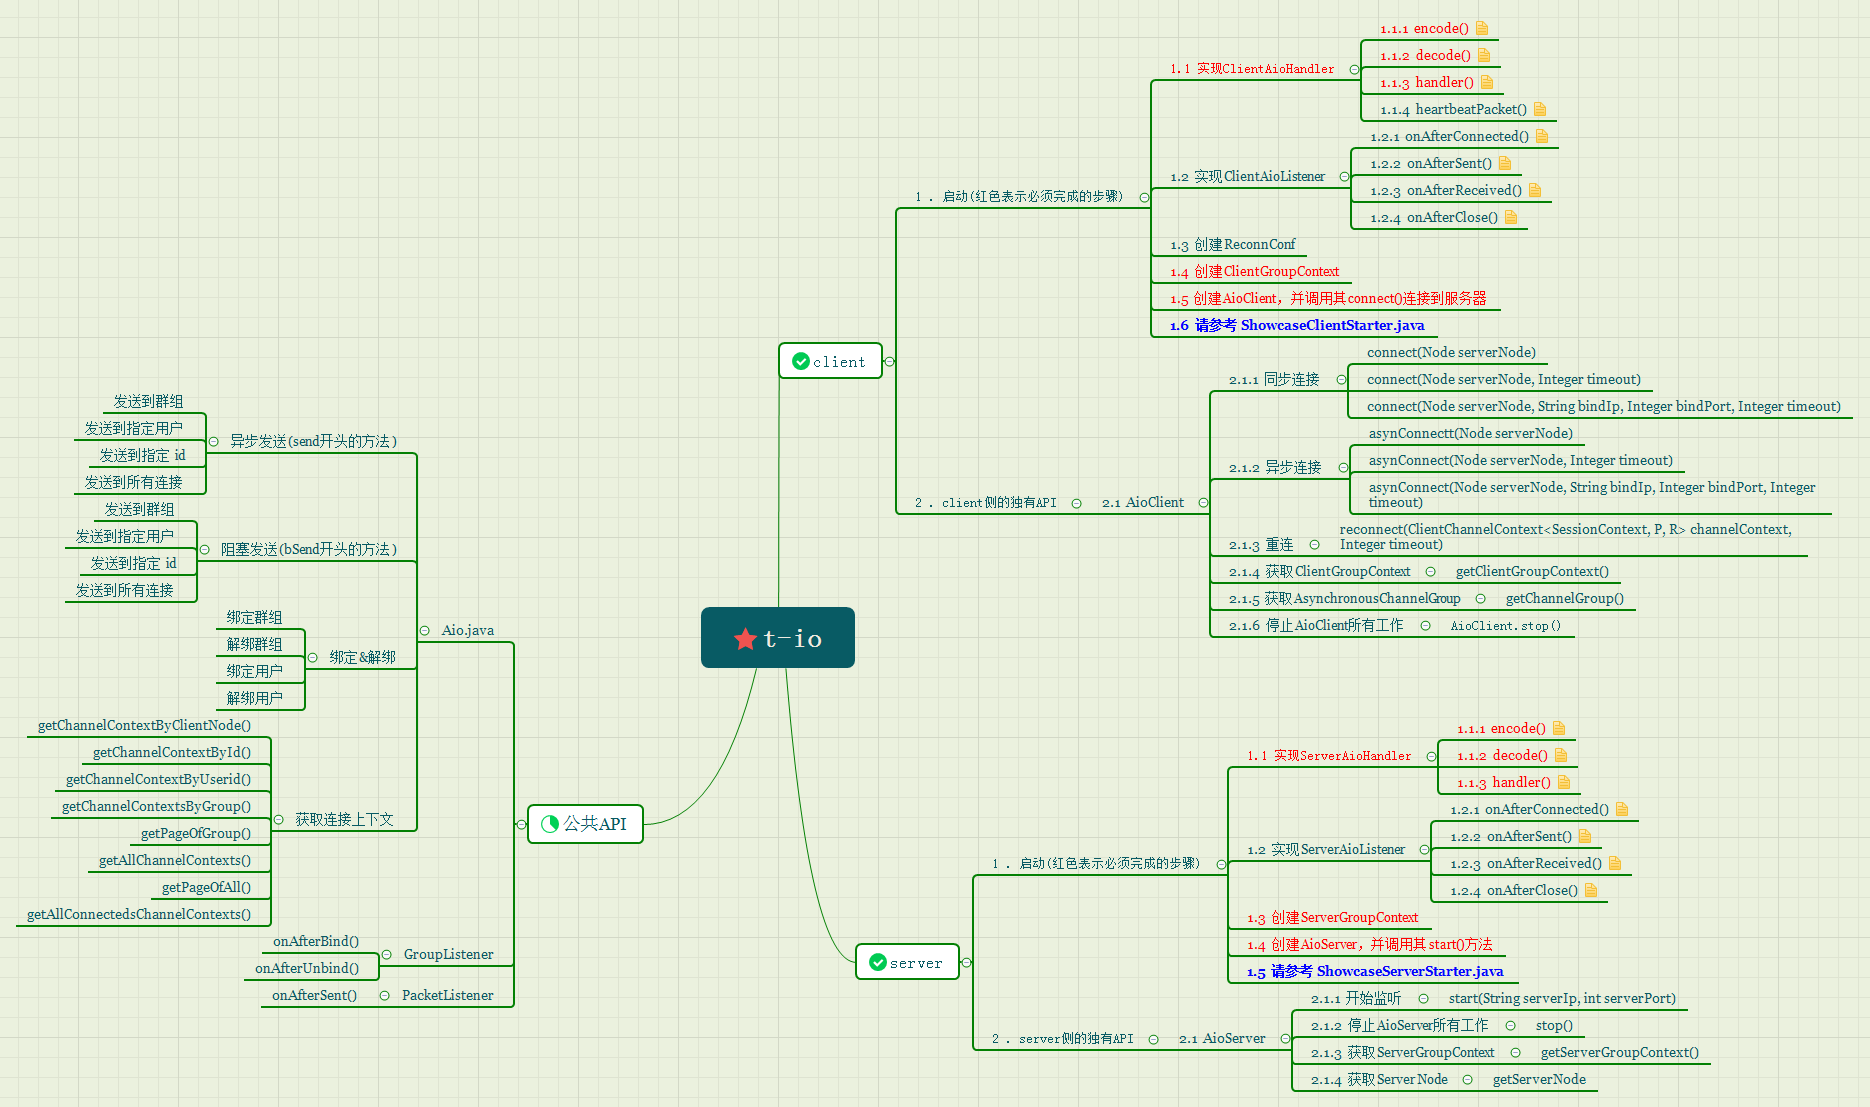 t-io
client
1 . 启动(红色表示必须完成的步骤)
1.1 实现ClientAioHandler
1.1.1 encode()
1.1.2 decode()
1.1.3 handler()
1.1.4 heartbeatPacket()
1.2 实现ClientAioListener
1.2.1 onAfterConnected()
1.2.2 onAfterSent()
1.2.3 onAfterReceived()
1.2.4 onAfterClose()
1.3 创建ReconnConf
1.4 创建ClientGroupContext
1.5 创建AioClient，并调用其connect()连接到服务器
1.6 请参考 ShowcaseClientStarter.java
2 . client侧的独有API
2.1 AioClient
2.1.1 同步连接
connect(Node serverNode)
connect(Node serverNode, Integer timeout)
connect(Node serverNode, String bindIp, Integer bindPort, Integer timeout)
2.1.2 异步连接
asynConnectt(Node serverNode)
asynConnect(Node serverNode, Integer timeout)
asynConnect(Node serverNode, String bindIp, Integer bindPort, Integer
timeout)
2.1.3 重连
reconnect(ClientChannelContext<SessionContext, P, R> channelContext,
Integer timeout)
2.1.4 获取ClientGroupContext
getClientGroupContext()
2.1.5 获取AsynchronousChannelGroup
getChannelGroup()
2.1.6 停止AioClient所有工作
AioClient.stop()
server
1 . 启动(红色表示必须完成的步骤)
1.1 实现ServerAioHandler
1.1.1 encode()
1.1.2 decode()
1.1.3 handler()
1.2 实现ServerAioListener
1.2.1 onAfterConnected()
1.2.2 onAfterSent()
1.2.3 onAfterReceived()
1.2.4 onAfterClose()
1.3 创建ServerGroupContext
1.4 创建AioServer，并调用其start()方法
1.5 请参考 ShowcaseServerStarter.java
2 . server侧的独有API
2.1 AioServer
2.1.1 开始监听
start(String serverIp, int serverPort)
2.1.2 停止AioServer所有工作
stop()
2.1.3 获取ServerGroupContext
getServerGroupContext()
2.1.4 获取Server Node
getServerNode
公共API
Aio.java
异步发送(send开头的方法)
发送到群组
发送到指定用户
发送到指定 id
发送到所有连接
阻塞发送(bSend开头的方法)
发送到群组
发送到指定用户
发送到指定 id
发送到所有连接
绑定&解绑
绑定群组
解绑群组
绑定用户
解绑用户
获取连接上下文
getChannelContextByClientNode()
getChannelContextById()
getChannelContextByUserid()
getChannelContextsByGroup()
getPageOfGroup()
getAllChannelContexts()
getPageOfAll()
getAllConnectedsChannelContexts()
GroupListener
onAfterBind()
onAfterUnbind()
PacketListener
onAfterSent()